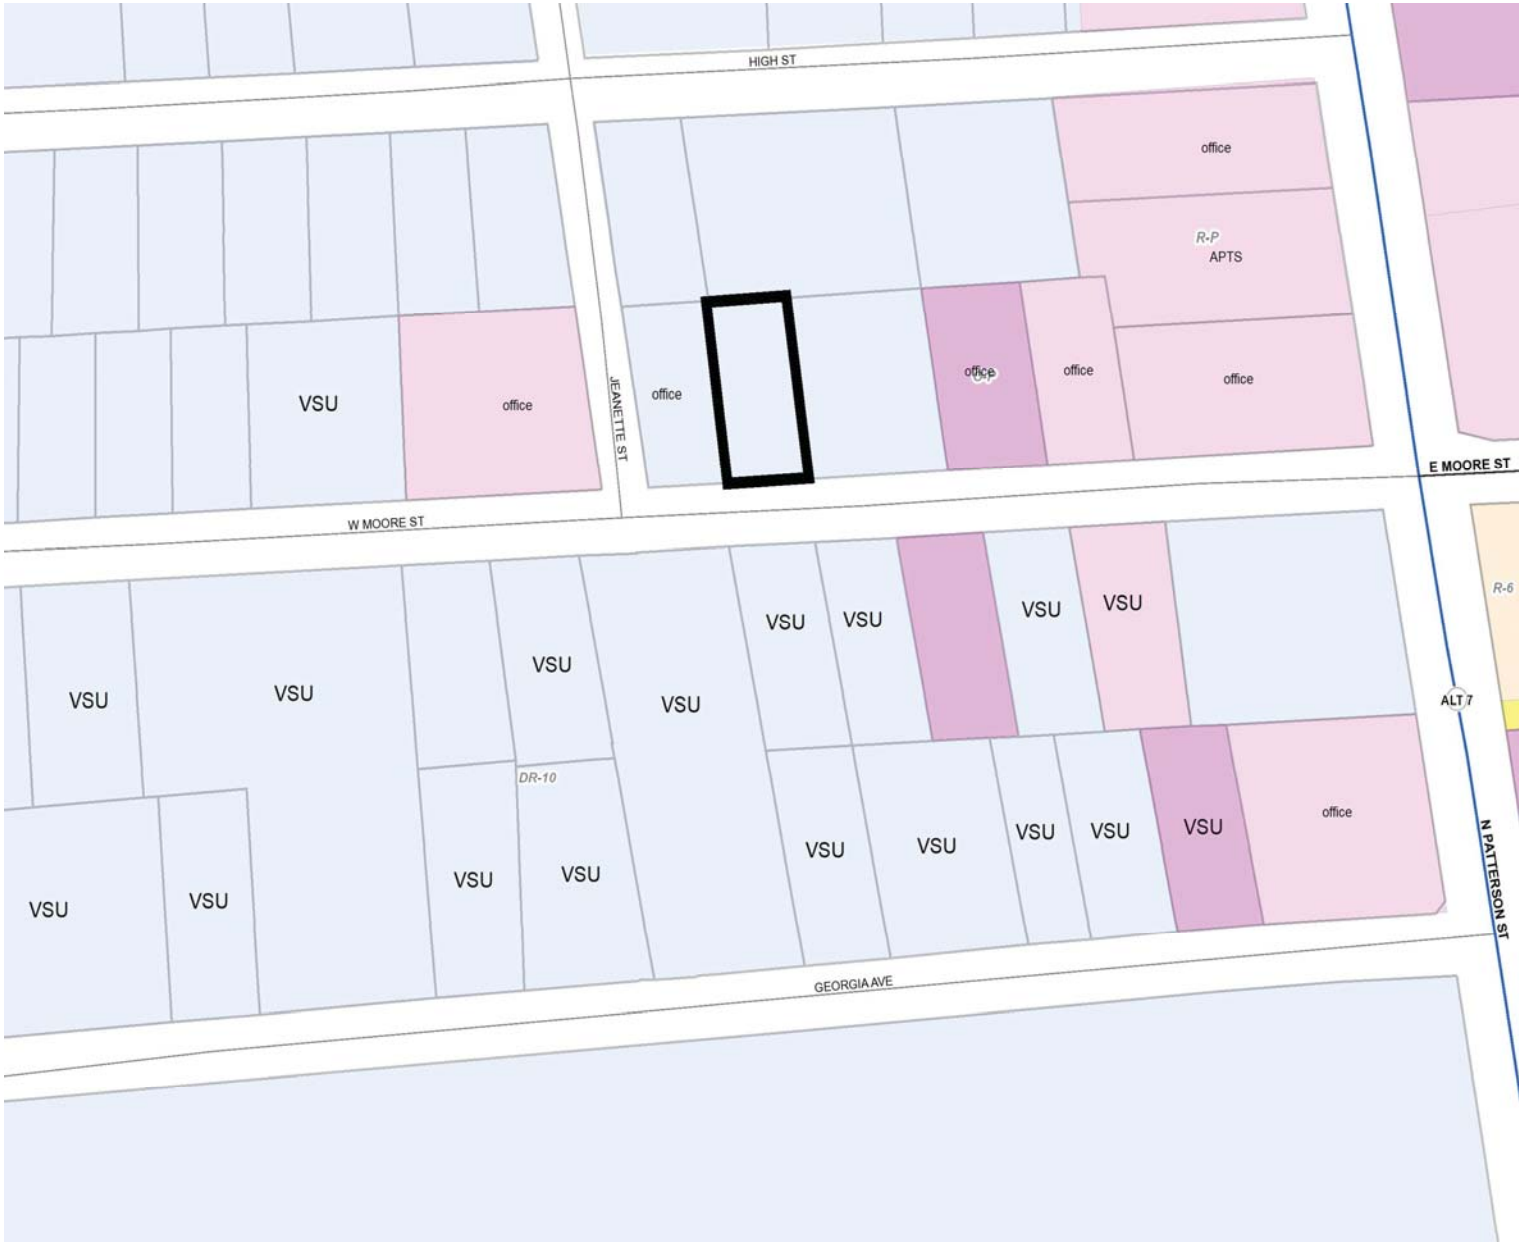 HIGH ST
office
R-P
APTS
VSU
office
JEANETTE ST
office
office
office
office
E MOORE ST
W MOORE ST
R-6
VSU
VSU
VSU
VSU
VSU
VSU
VSU
VSU
ALT 7
DR-10
N PATTERSON ST
VSU
VSU
VSU
VSU
VSU
VSU
VSU
VSU
VSU
office
GEORGIA AVE